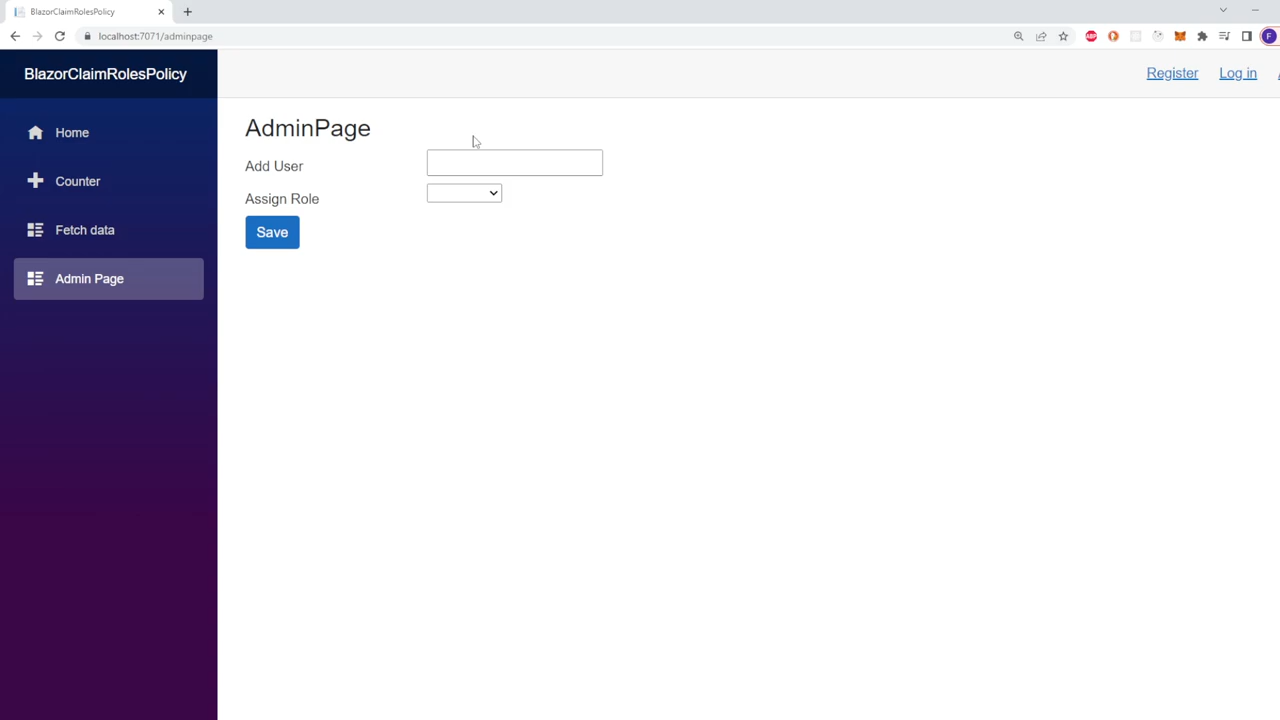 BlazorClaimRolesPolicy
localhost:7071/adminpage
ABP
F
BlazorClaimRolesPolicy
Register
Log in
Home
Counter
Fetch data
Admin Page
AdminPage
Add User
Assign Role
Save